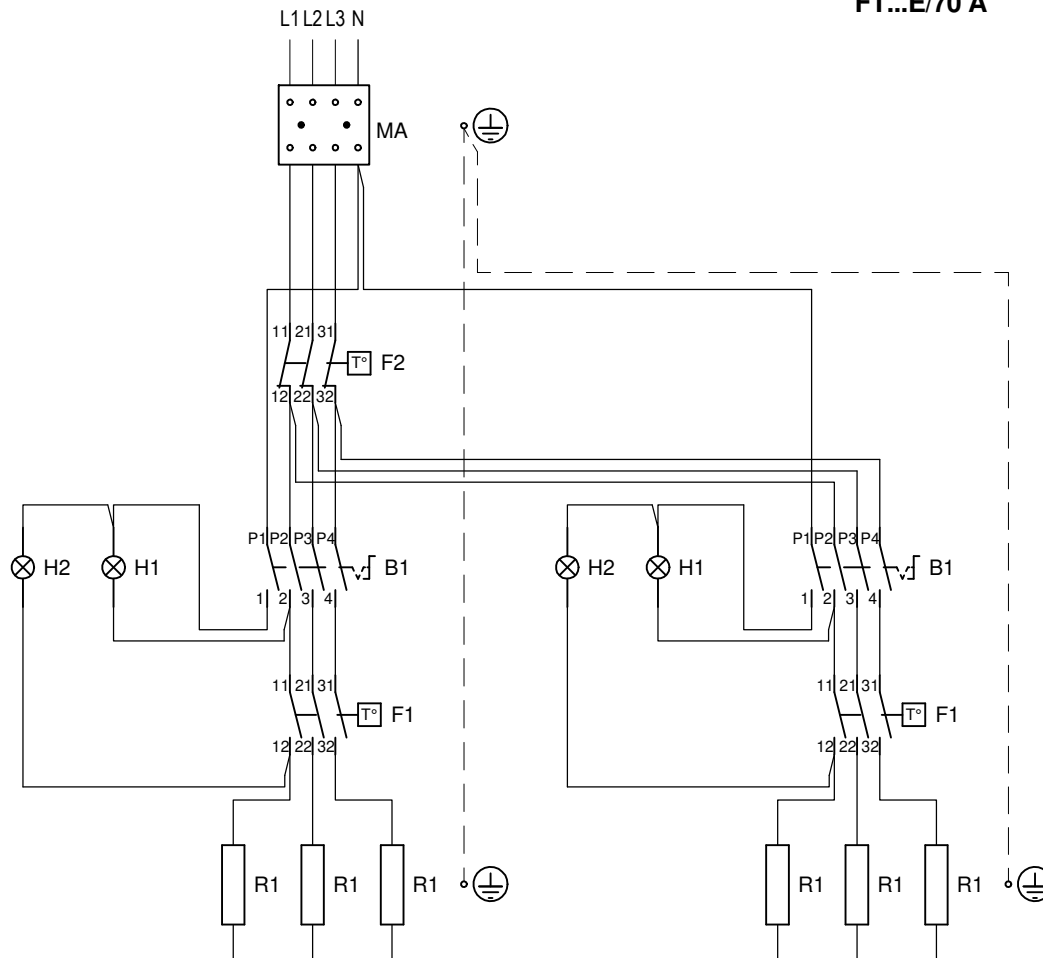 F1...E/70 A
L1 L2 L3 N
MA
11 21 31
T° F2
12 22 32
P1 P2 P3 P4
H2 H1 B1
1 2 3 4
P1 P2 P3 P4
H2 H1 B1
1 2 3 4
11 21 31
T° F1
12 22 32
11 21 31
T° F1
12 22 32
R1 R1 R1
R1 R1 R1